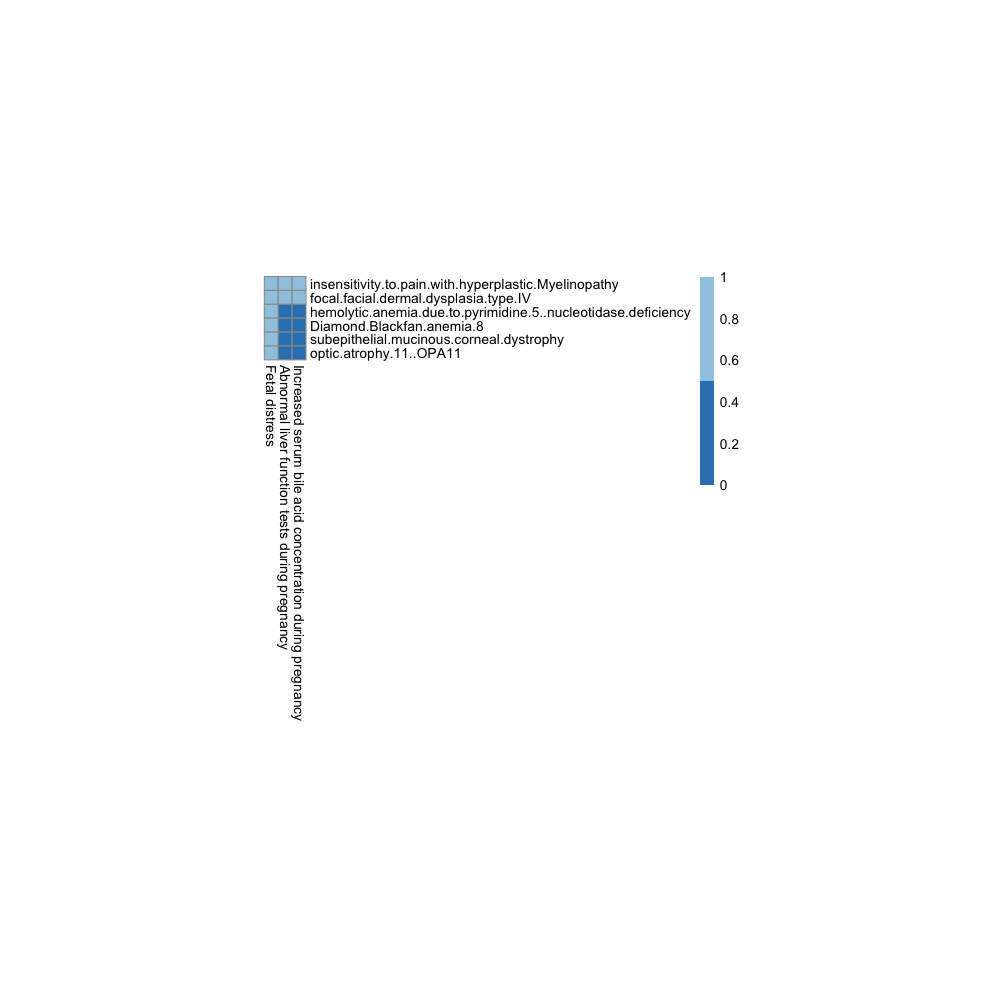 insensitivity.to.pain.with.hyperplastic.Myelinopathy
focal.facial.dermal.dysplasia.type.IV
hemolytic.anemia.due.to.pyrimidine.5..nucleotidase.deficiency
Diamond.Blackfan.anemia.8
subepithelial.mucinous.corneal.dystrophy
optic.atrophy.11..OPA11
Fetal distress
Abnormal liver function tests during pregnancy
Increased serum bile acid concentration during pregnancy
1
0.8
0.6
0.4
0.2
0